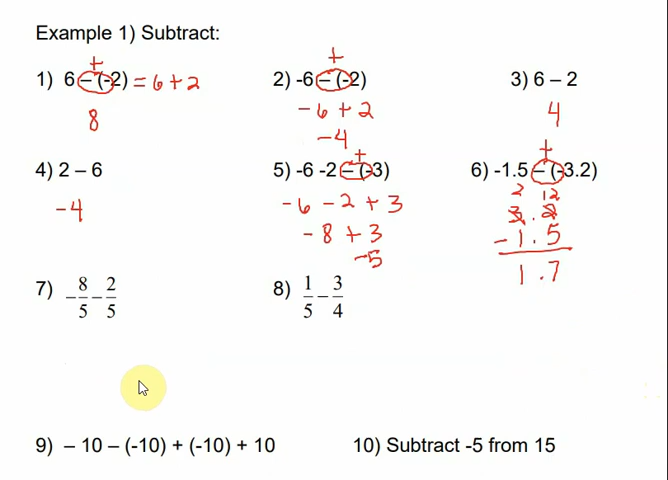 Example 1) Subtract:
+
1) 6 – (-2) = 6 + 2
8
+
2) -6 – (-2)
-6 + 2
-4
3) 6 – 2
4
4) 2 – 6
-4
+
5) -6 -2 – (-3)
-6 - 2 + 3
-8 + 3
-5
+
6) -1.5 – (-3.2)
2 12
3.2
- 1.5
1.7
7) -8/5 - 2/5
8) 1/5 - 3/4
9) – 10 – (-10) + (-10) + 10
10) Subtract -5 from 15